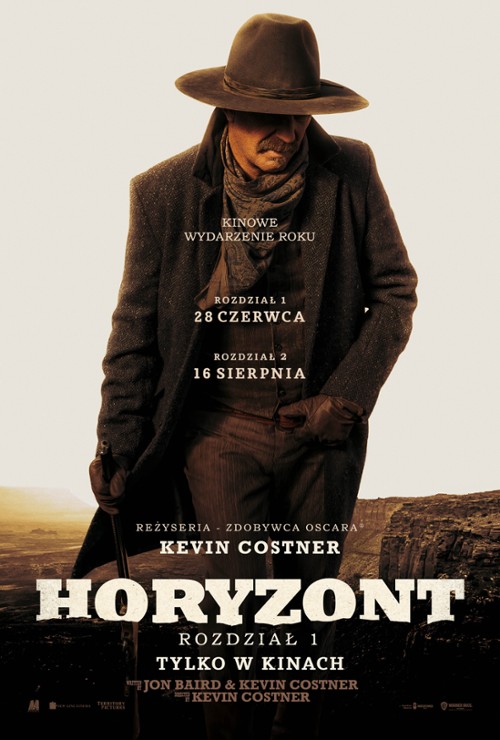 KINOWE
WYDARZENIE ROKU
ROZDZIAŁ 1
28 CZERWCA
ROZDZIAŁ 2
16 SIERPNIA
REŻYSERIA - ZDOBYWCA OSCARA®
KEVIN COSTNER
HORYZONT
ROZDZIAŁ 1
TYLKO W KINACH
JON BAIRD & KEVIN COSTNER
KEVIN COSTNER